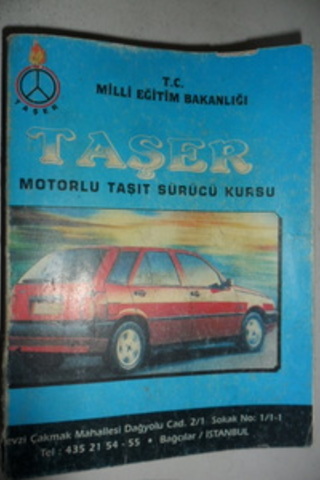 TAŞER
T.C.
MİLLİ EĞİTİM BAKANLIĞI
TAŞER
MOTORLU TAŞIT SÜRÜCÜ KURSU
evzi Çakmak Mahallesi Dağyolu Cad. 2/1 Sokak No: 1/1-1
Tel : 435 21 54 - 55 • Bağcılar / İSTANBUL